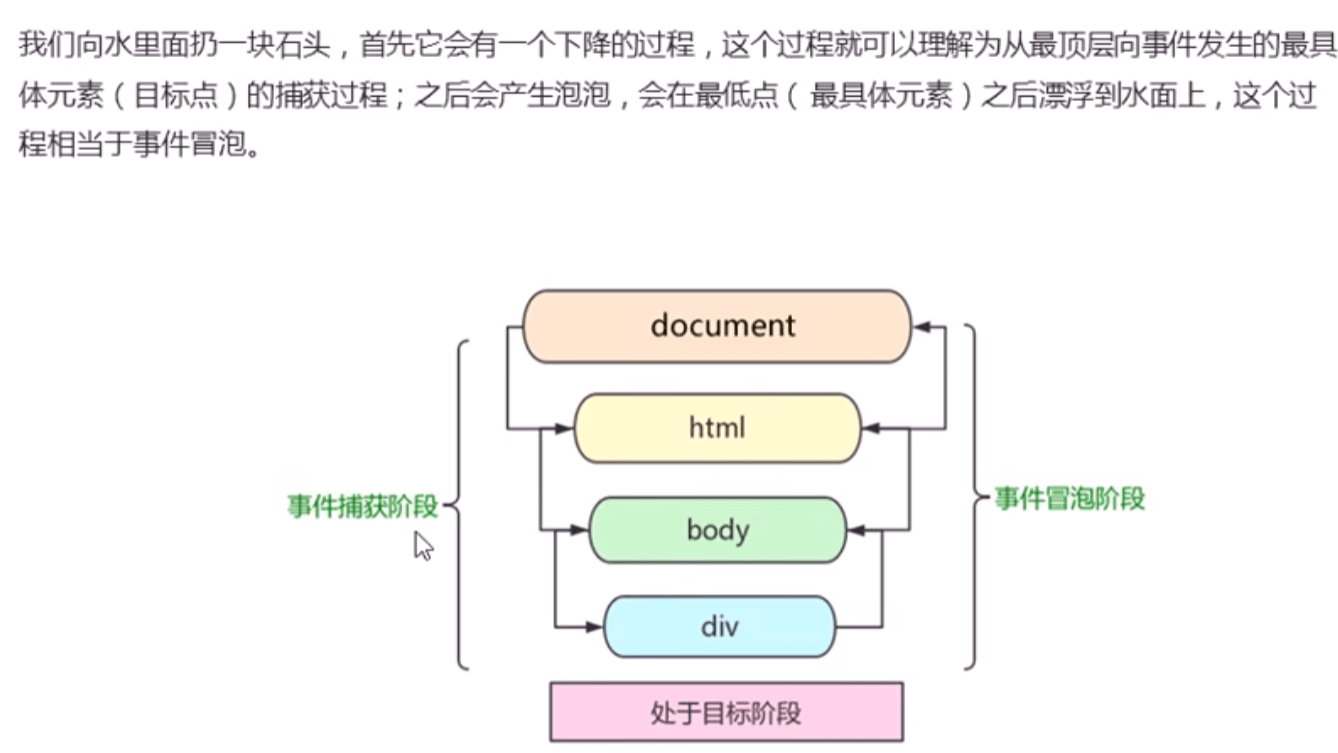 我们向水里面扔一块石头，首先它会有一个下降的过程，这个过程就可以理解为从最顶层向事件发生的最具
体元素（目标点）的捕获过程；之后会产生泡泡，会在最低点（ 最具体元素）之后漂浮到水面上，这个过
程相当于事件冒泡。
document
html
事件捕获阶段
事件冒泡阶段
body
div
处于目标阶段